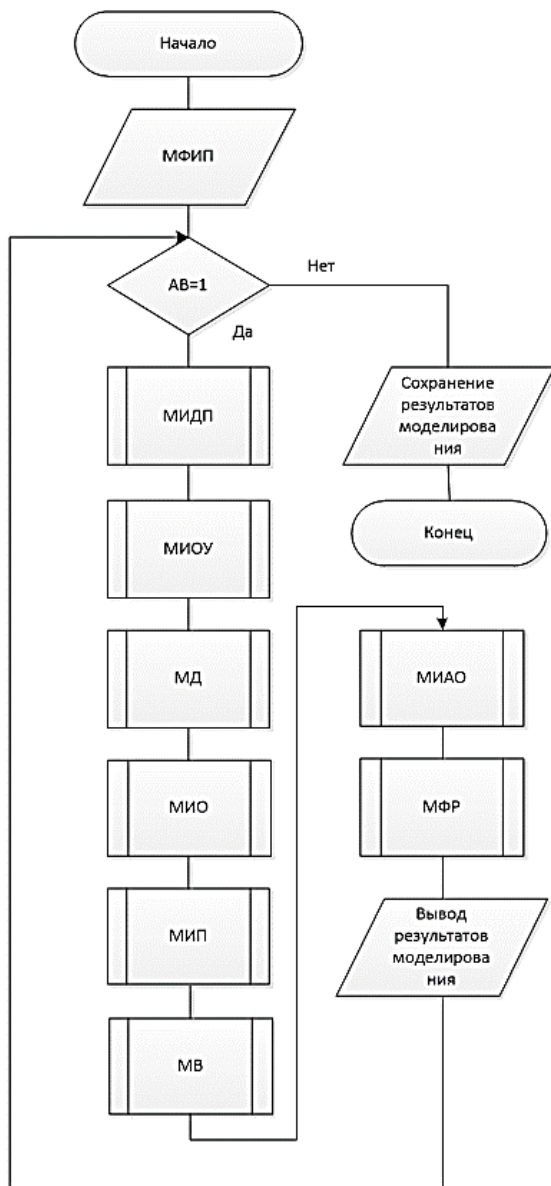 Начало
МФИП
АВ=1
Нет
Да
МИДП
Сохранение
результатов
моделирова
ния
МИОУ
Конец
МД
МИАО
МИО
МФР
МИП
Вывод
результатов
моделирова
ния
МВ